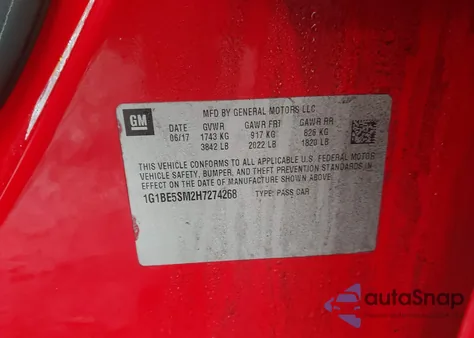 GM
MFD BY GENERAL MOTORS LLC
DATE GVWR GAWR FRT GAWR RR
06/17 1743 KG 917 KG 826 KG
3842 LB 2022 LB 1820 LB
THIS VEHICLE CONFORMS TO ALL APPLICABLE U.S. FEDERAL MOTOR
VEHICLE SAFETY, BUMPER, AND THEFT PREVENTION STANDARDS IN
EFFECT ON THE DATE OF MANUFACTURE SHOWN ABOVE.
1G1BE5SM2H7274268 TYPE: PASS CAR
autoSnap